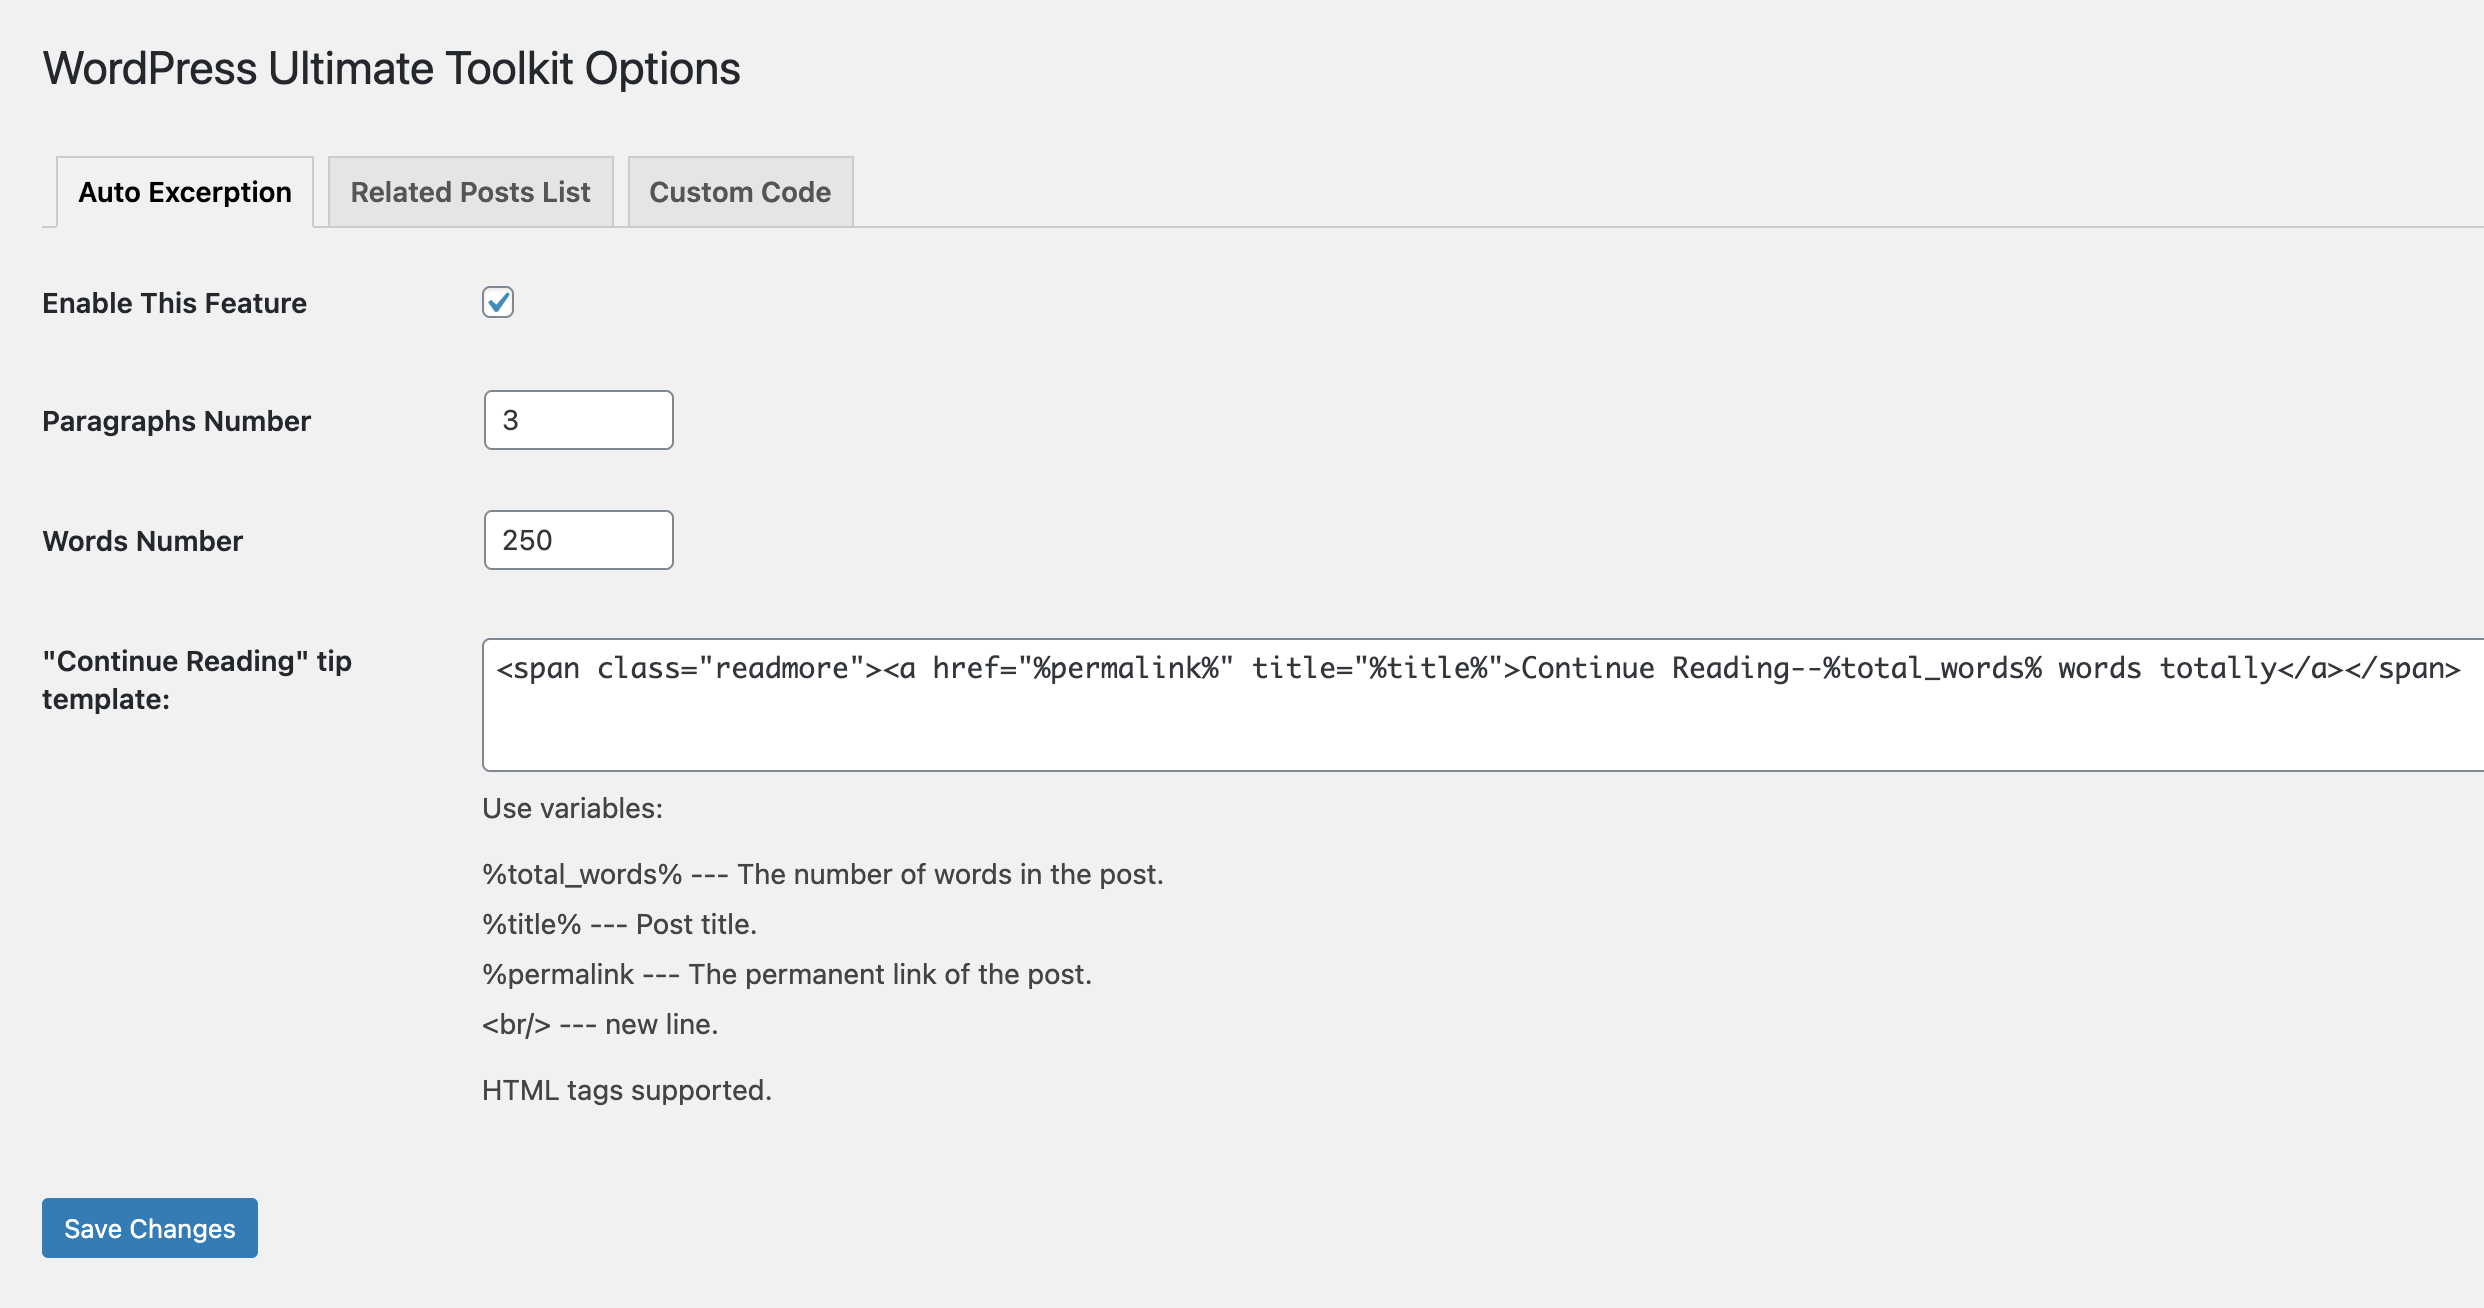 WordPress Ultimate Toolkit Options
Auto Excerption
Related Posts List
Custom Code
Enable This Feature
Paragraphs Number
3
Words Number
250
"Continue Reading" tip
template:
<span class="readmore"><a href="%permalink%" title="%title%">Continue Reading--%total_words% words totally</a></span>
Use variables:
%total_words% --- The number of words in the post.
%title% --- Post title.
%permalink --- The permanent link of the post.
<br/> --- new line.
HTML tags supported.
Save Changes